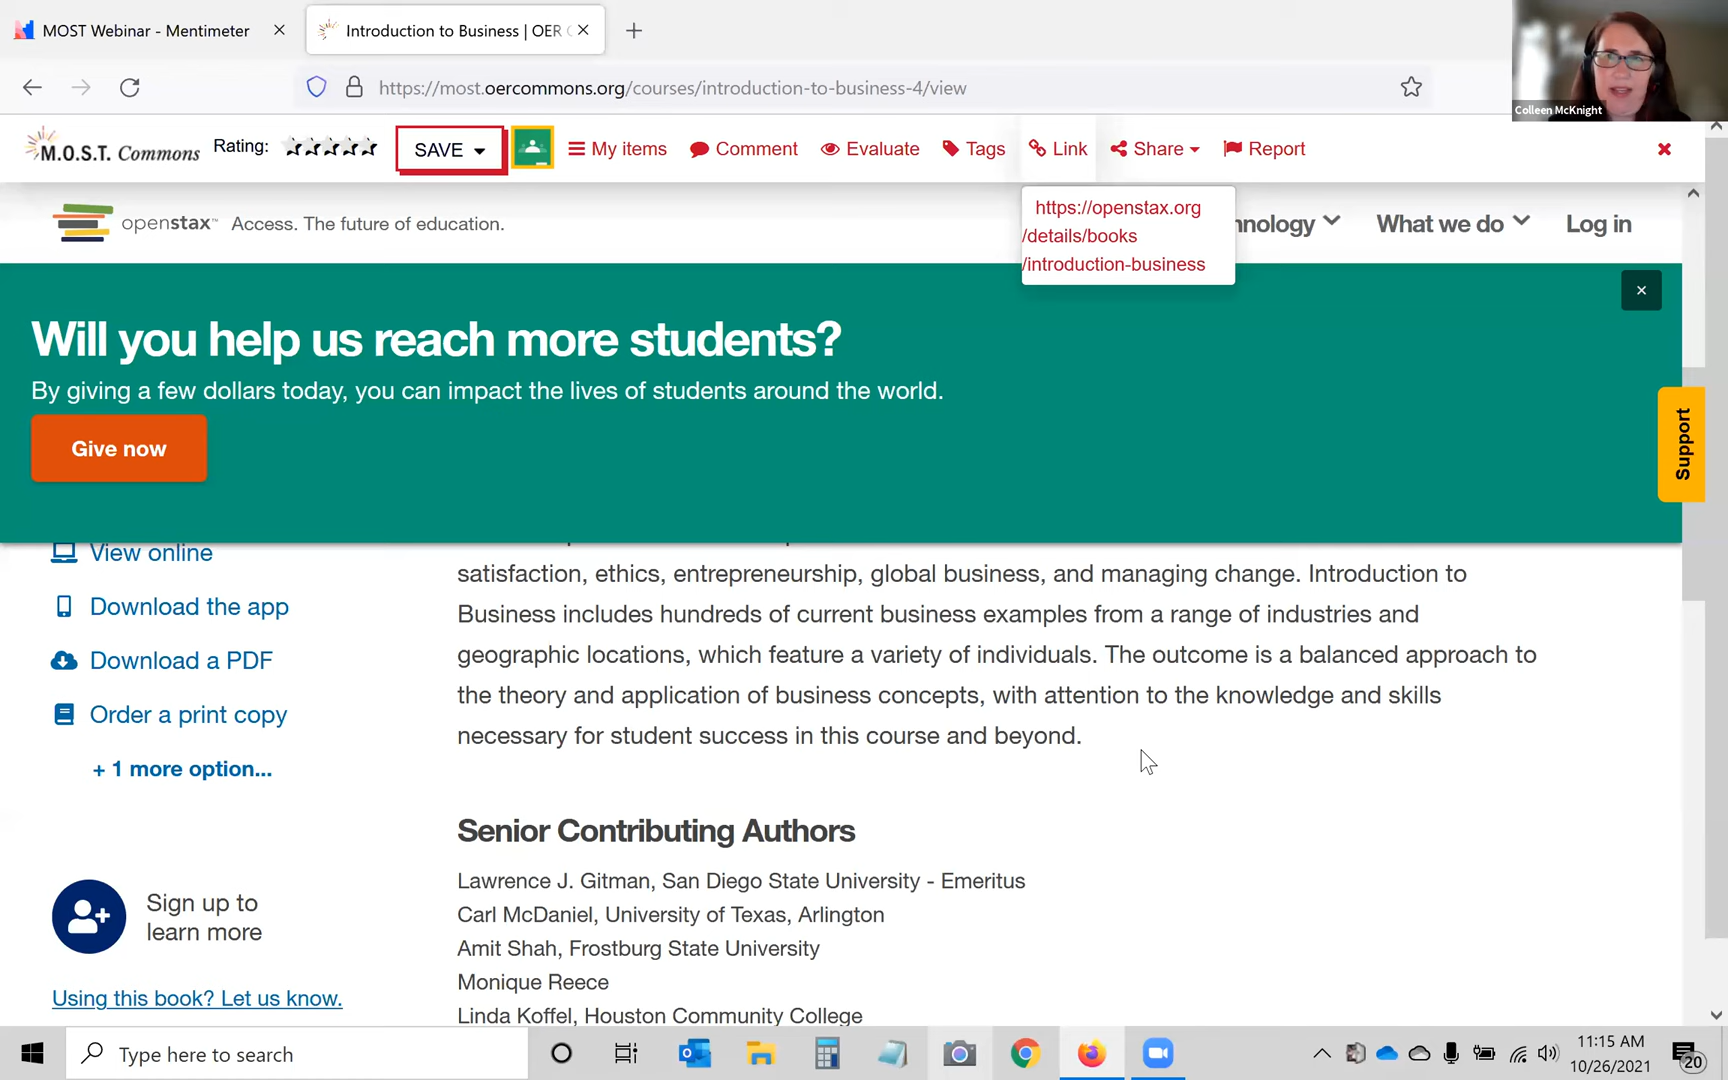 MOST Webinar - Mentimeter
Introduction to Business | OER C
Colleen McKnight
https://most.oercommons.org/courses/introduction-to-business-4/view
M.O.S.T. Commons
Rating:
SAVE
My items
Comment
Evaluate
Tags
Link
Share
Report
https://openstax.org
/details/books
/introduction-business
openstax™
Access. The future of education.
hnology
What we do
Log in
Will you help us reach more students?
By giving a few dollars today, you can impact the lives of students around the world.
Give now
Support
View online
Download the app
Download a PDF
Order a print copy
+ 1 more option...
Sign up to
learn more
Using this book? Let us know.
satisfaction, ethics, entrepreneurship, global business, and managing change. Introduction to
Business includes hundreds of current business examples from a range of industries and
geographic locations, which feature a variety of individuals. The outcome is a balanced approach to
the theory and application of business concepts, with attention to the knowledge and skills
necessary for student success in this course and beyond.
Senior Contributing Authors
Lawrence J. Gitman, San Diego State University - Emeritus
Carl McDaniel, University of Texas, Arlington
Amit Shah, Frostburg State University
Monique Reece
Linda Koffel, Houston Community College
Type here to search
11:15 AM
10/26/2021
20